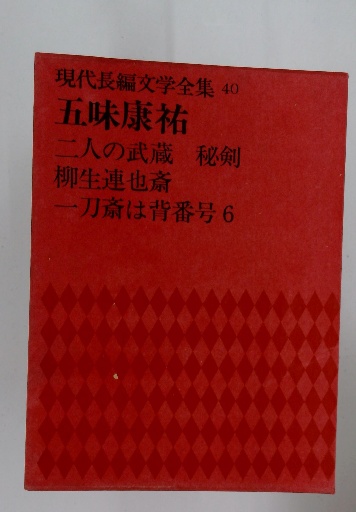 現代長編文学全集 40
五味康祐
二人の武蔵　秘剣
柳生連也斎
一刀斎は背番号6